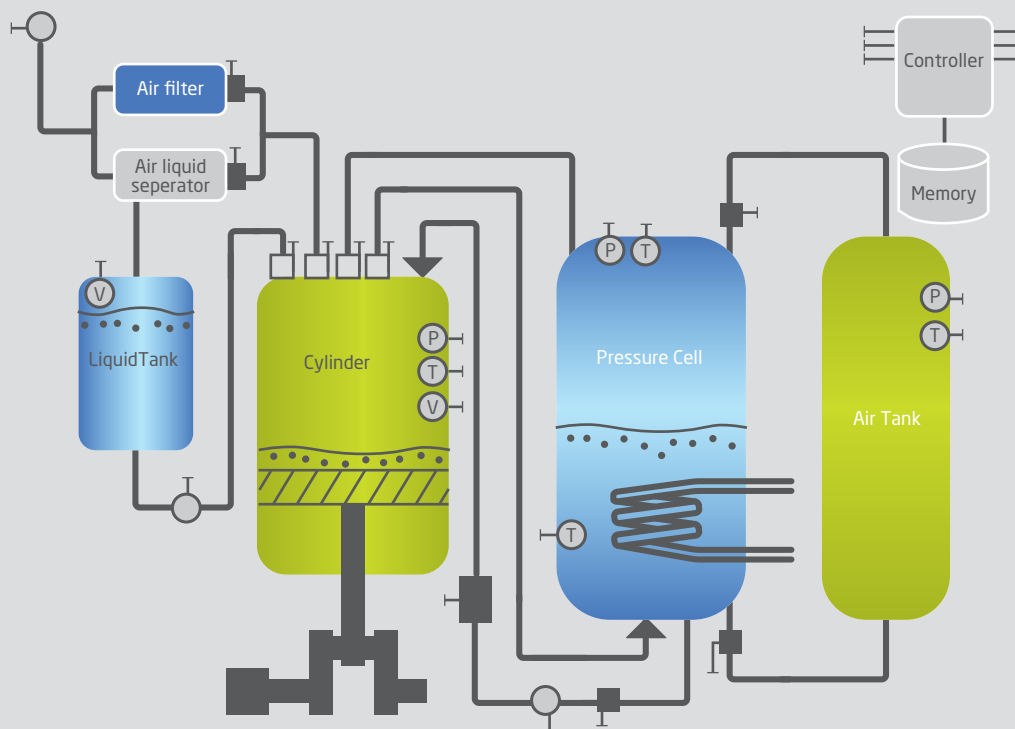 Air filter
Air liquid
seperator
Controller
Memory
V
LiquidTank
Cylinder
P
T
V
P
T
Pressure Cell
T
P
T
Air Tank